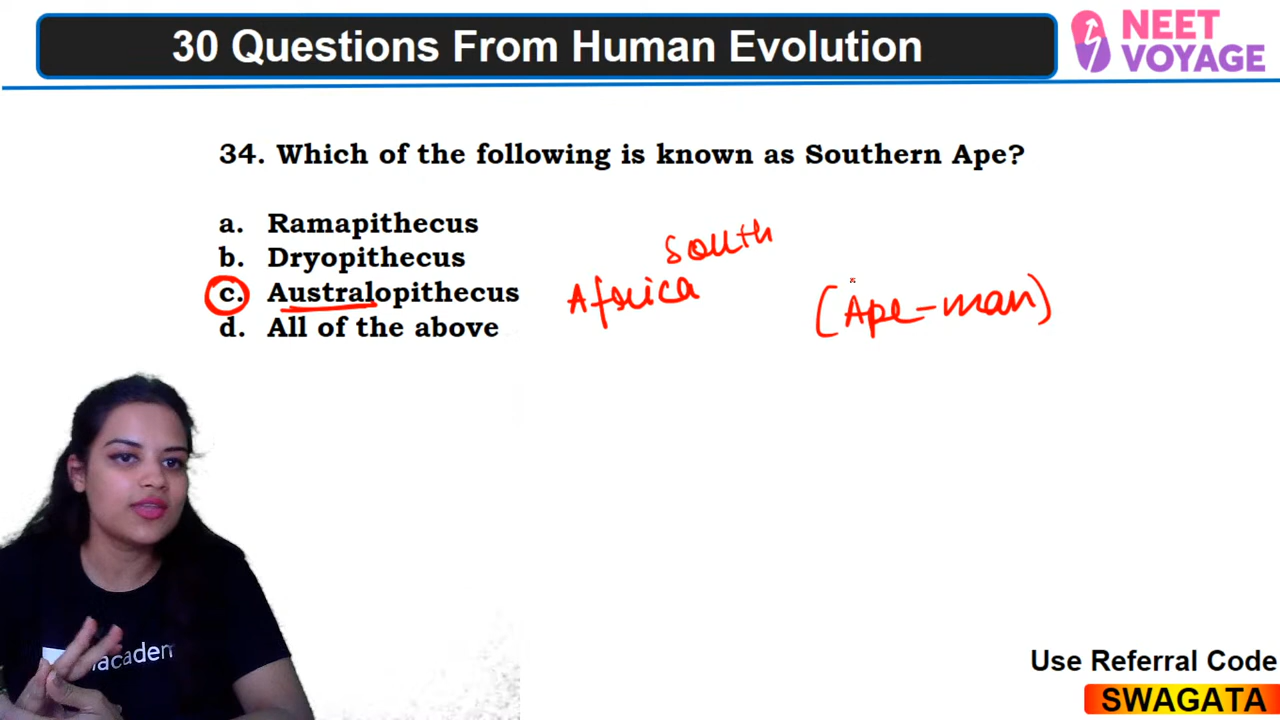 30 Questions From Human Evolution
NEET
VOYAGE
34. Which of the following is known as Southern Ape?
a. Ramapithecus
b. Dryopithecus
South
c. Australopithecus Africa (Ape-man)
d. All of the above
academ
Use Referral Code
SWAGATA